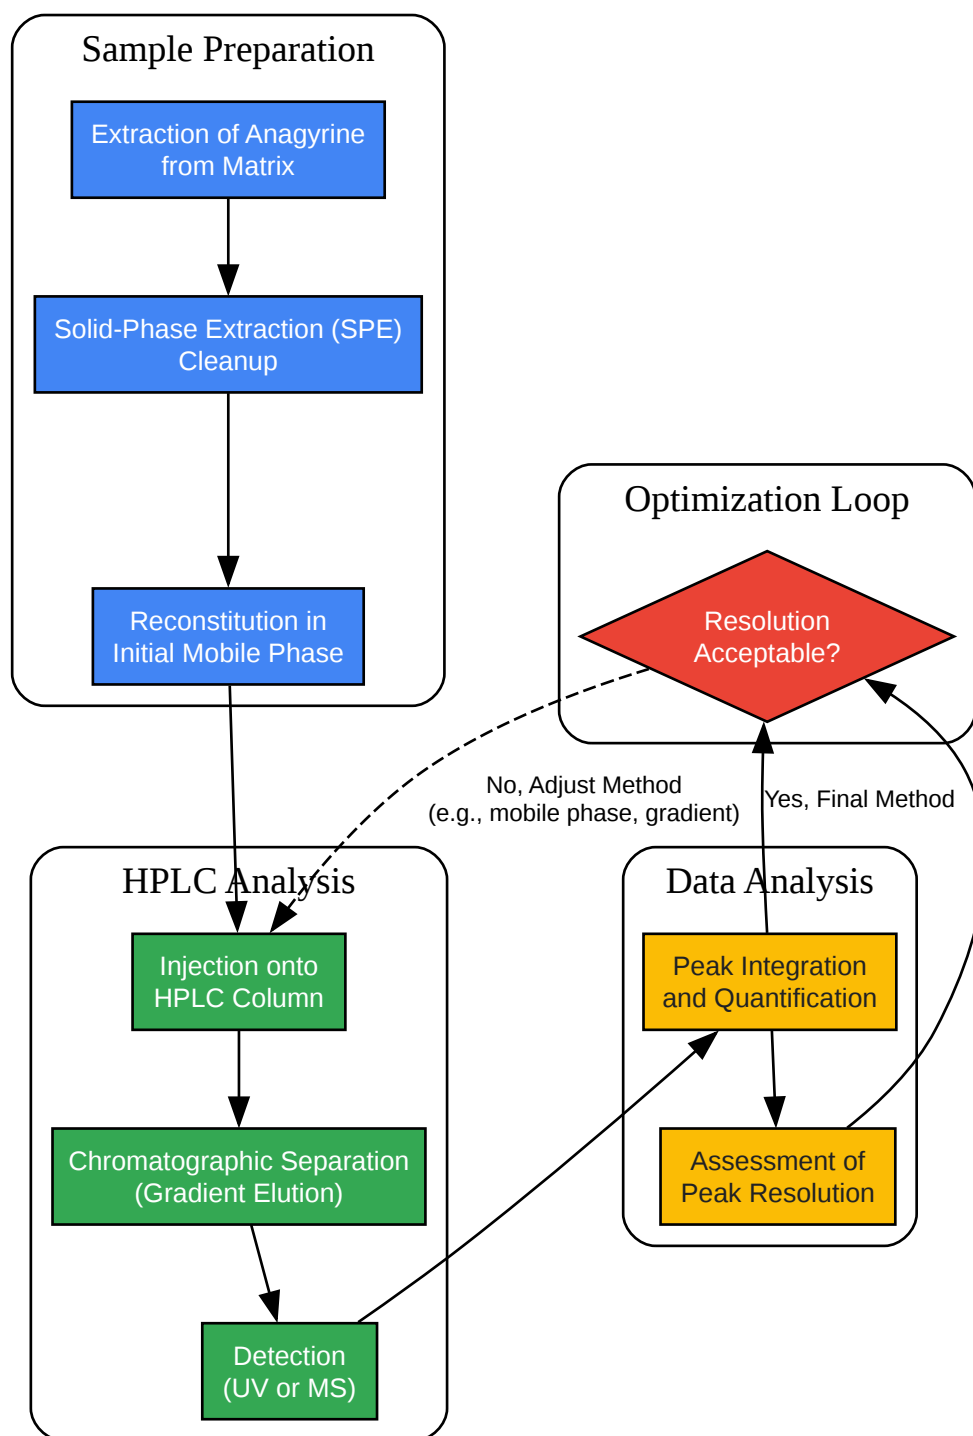 Sample Preparation
Extraction of Anagyrine
from Matrix
Solid-Phase Extraction (SPE)
Cleanup
Reconstitution in
Initial Mobile Phase
Optimization Loop
Resolution
Acceptable?
No, Adjust Method
(e.g., mobile phase, gradient)
Yes, Final Method
HPLC Analysis
Injection onto
HPLC Column
Chromatographic Separation
(Gradient Elution)
Detection
(UV or MS)
Data Analysis
Peak Integration
and Quantification
Assessment of
Peak Resolution